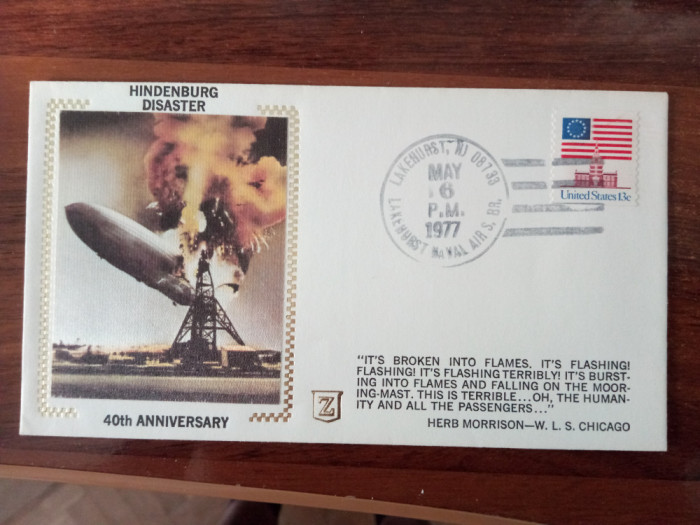 HINDENBURG
DISASTER
40th ANNIVERSARY
LAKEHURST, NJ 08733
MAY
6
P.M.
1977
LAKEHURST NAVAL AIR S. BR.
United States 13c
"IT'S BROKEN INTO FLAMES. IT'S FLASHING!
FLASHING! IT'S FLASHING TERRIBLY! IT'S BURST-
ING INTO FLAMES AND FALLING ON THE MOOR-
ING-MAST. THIS IS TERRIBLE...OH, THE HUMAN-
ITY AND ALL THE PASSENGERS..."
HERB MORRISON—W. L. S. CHICAGO
Z